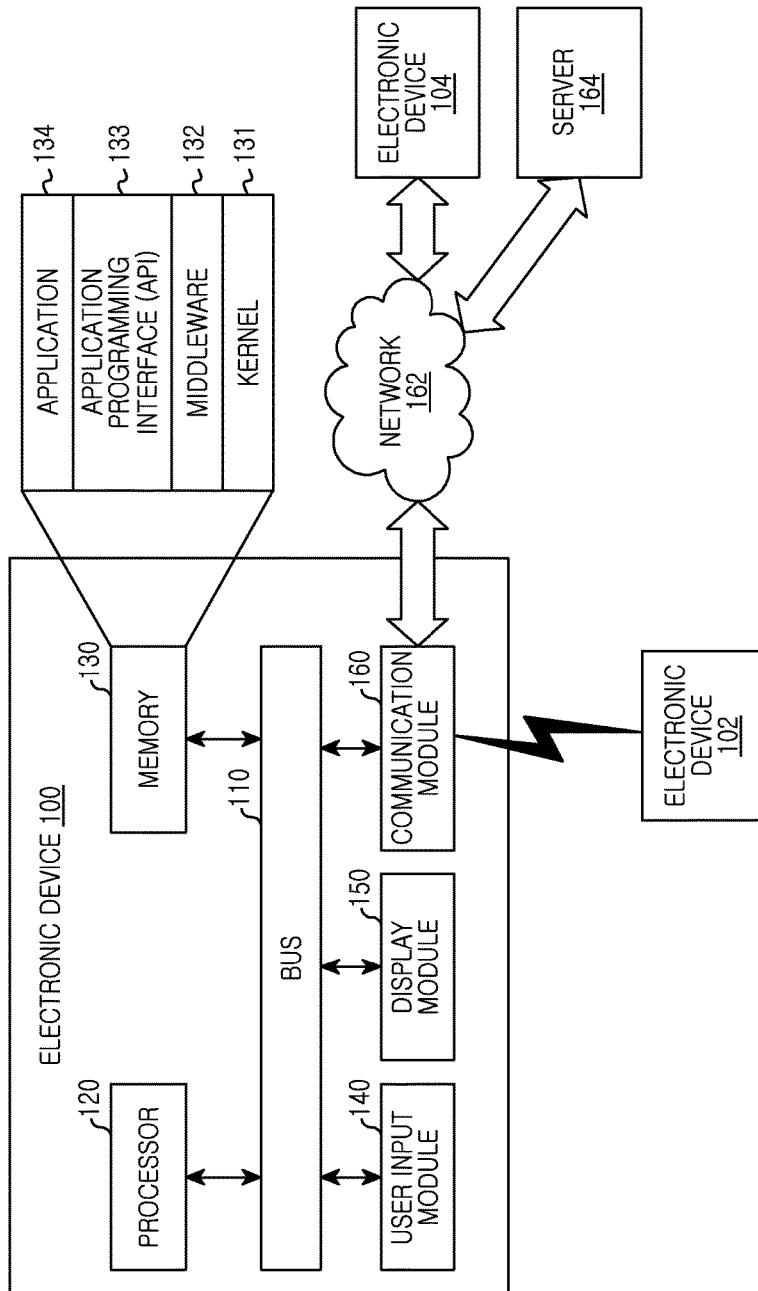 ELECTRONIC DEVICE 100
120
PROCESSOR
130
MEMORY
APPLICATION
134
APPLICATION
PROGRAMMING
INTERFACE (API)
133
MIDDLEWARE
132
KERNEL
131
110
BUS
140
USER INPUT
MODULE
150
DISPLAY
MODULE
160
COMMUNICATION
MODULE
NETWORK
162
ELECTRONIC
DEVICE
104
SERVER
164
ELECTRONIC
DEVICE
102